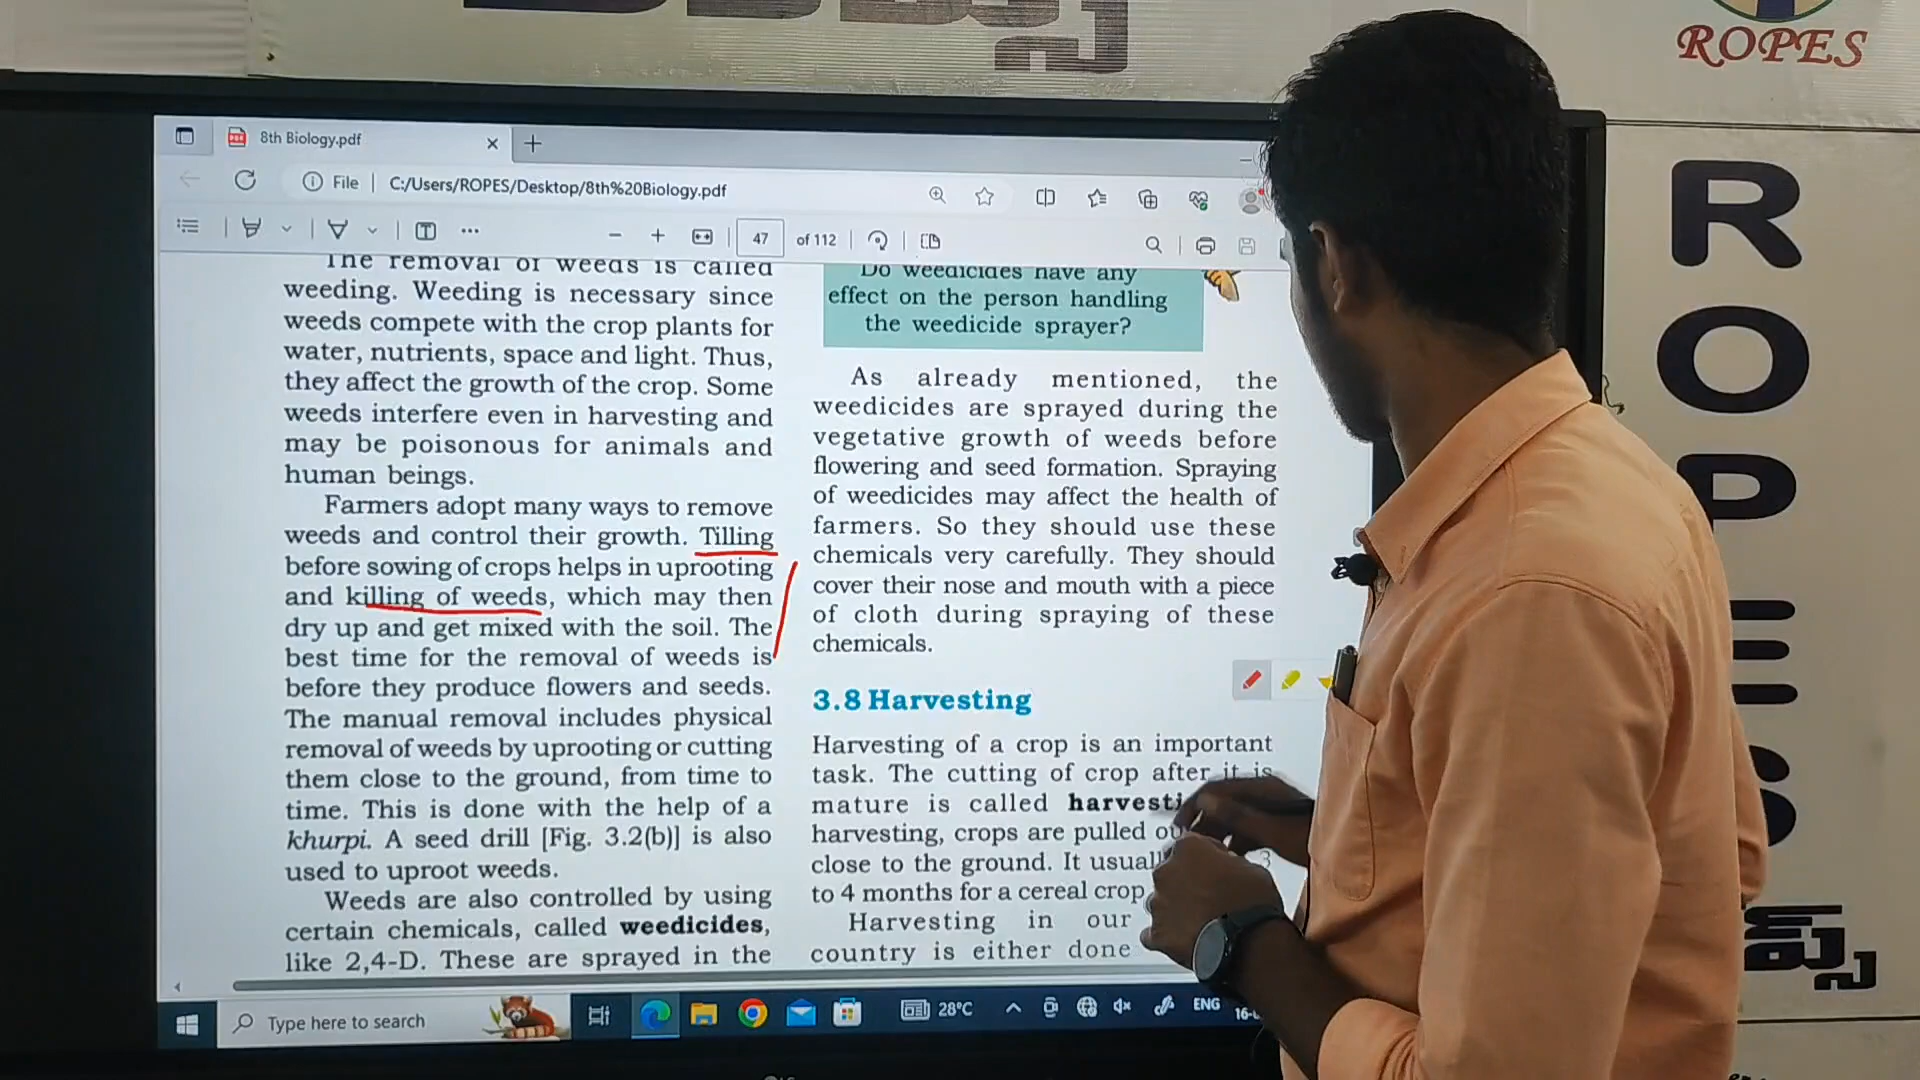 ROPES
8th Biology.pdf
File
C:/Users/ROPES/Desktop/8th%20Biology.pdf
47 of 112
The removal of weeds is called
weeding. Weeding is necessary since
weeds compete with the crop plants for
water, nutrients, space and light. Thus,
they affect the growth of the crop. Some
weeds interfere even in harvesting and
may be poisonous for animals and
human beings.
Farmers adopt many ways to remove
weeds and control their growth. Tilling
before sowing of crops helps in uprooting
and killing of weeds, which may then
dry up and get mixed with the soil. The
best time for the removal of weeds is
before they produce flowers and seeds.
The manual removal includes physical
removal of weeds by uprooting or cutting
them close to the ground, from time to
time. This is done with the help of a
khurpi. A seed drill [Fig. 3.2(b)] is also
used to uproot weeds.
Weeds are also controlled by using
certain chemicals, called weedicides,
like 2,4-D. These are sprayed in the
Do weedicides have any
effect on the person handling
the weedicide sprayer?
As already mentioned, the
weedicides are sprayed during the
vegetative growth of weeds before
flowering and seed formation. Spraying
of weedicides may affect the health of
farmers. So they should use these
chemicals very carefully. They should
cover their nose and mouth with a piece
of cloth during spraying of these
chemicals.
3.8 Harvesting
Harvesting of a crop is an important
task. The cutting of crop after it is
mature is called
harvesting, crops are pulled
close to the ground. It 3
to 4 months for a cereal crop
Harvesting in our
country is either done
Type here to search
28°C
ENG
ROPES